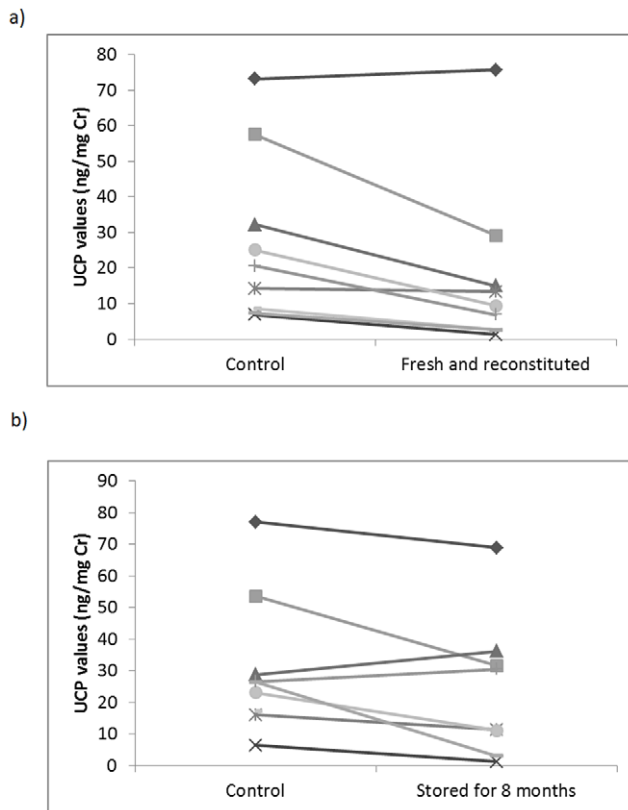 a)
UCP values (ng/mg Cr)
80
70
60
50
40
30
20
10
0
Control
Fresh and reconstituted
b)
UCP values (ng/mg Cr)
90
80
70
60
50
40
30
20
10
0
Control
Stored for 8 months